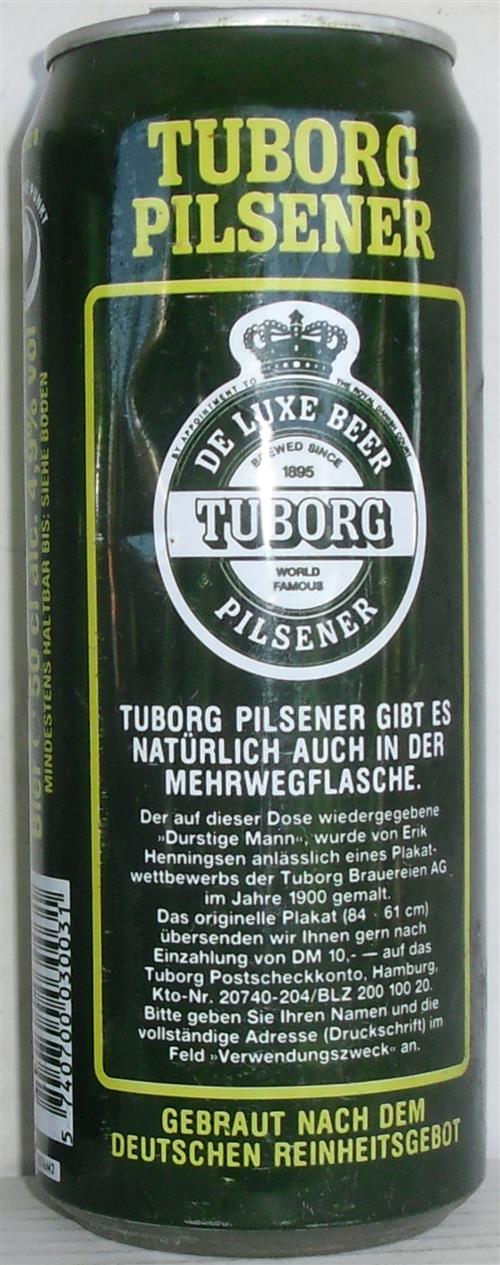 TUBORG
PILSENER
BY APPOINTMENT TO THE ROYAL DANISH COURT
DE LUXE BEER
BREWED SINCE
1895
TUBORG
WORLD
FAMOUS
PILSENER
TUBORG PILSENER GIBT ES
NATÜRLICH AUCH IN DER
MEHRWEGFLASCHE.
Der auf dieser Dose wiedergegebene
»Durstige Mann«, wurde von Erik
Henningsen anlässlich eines Plakat-
wettbewerbs der Tuborg Brauereien AG
im Jahre 1900 gemalt.
Das originelle Plakat (84 · 61 cm)
übersenden wir Ihnen gern nach
Einzahlung von DM 10,- — auf das
Tuborg Postscheckkonto, Hamburg,
Kto-Nr. 20740-204/BLZ 200 100 20.
Bitte geben Sie Ihren Namen und die
vollständige Adresse (Druckschrift) im
Feld »Verwendungszweck« an.
GEBRAUT NACH DEM
DEUTSCHEN REINHEITSGEBOT
Bier 50 cl alc. 4,9% vol
MINDESTENS HALTBAR BIS: SIEHE BODEN
PUNKT
5 740700 030031